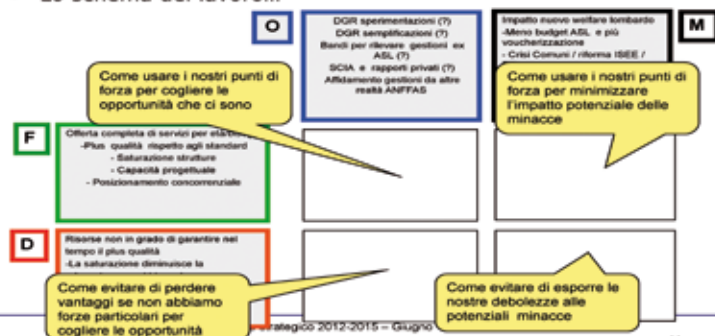 Lo schema del lavoro...
O
DGR sperimentazioni (?)
DGR semplificazioni (?)
Bandi per rilevare gestioni ex
ASL (?)
SCIA e rapporti privati (?)
Affidamento gestioni da altre
realtà ANFFAS
Impatto nuovo welfare lombardo
-Meno budget ASL e più
voucherizzazione
- Crisi Comuni / riforma ISEE /
M
Come usare i nostri punti di
forza per cogliere le
opportunità che ci sono
Come usare i nostri punti di
forza per minimizzare
l'impatto potenziale delle
minacce
F
Offerta completa di servizi per
-Plus qualità rispetto agli standard
- Saturazione strutture
- Capacità progettuale
- Posizionamento concorrenziale
D
Risorse non in grado di garantire nel
tempo il plus qualità
-La saturazione diminuisce la
Come evitare di perdere
vantaggi se non abbiamo
forze particolari per
cogliere le opportunità
Come evitare di esporre le
nostre debolezze alle
potenziali minacce
strategico 2012-2015 – Giugno